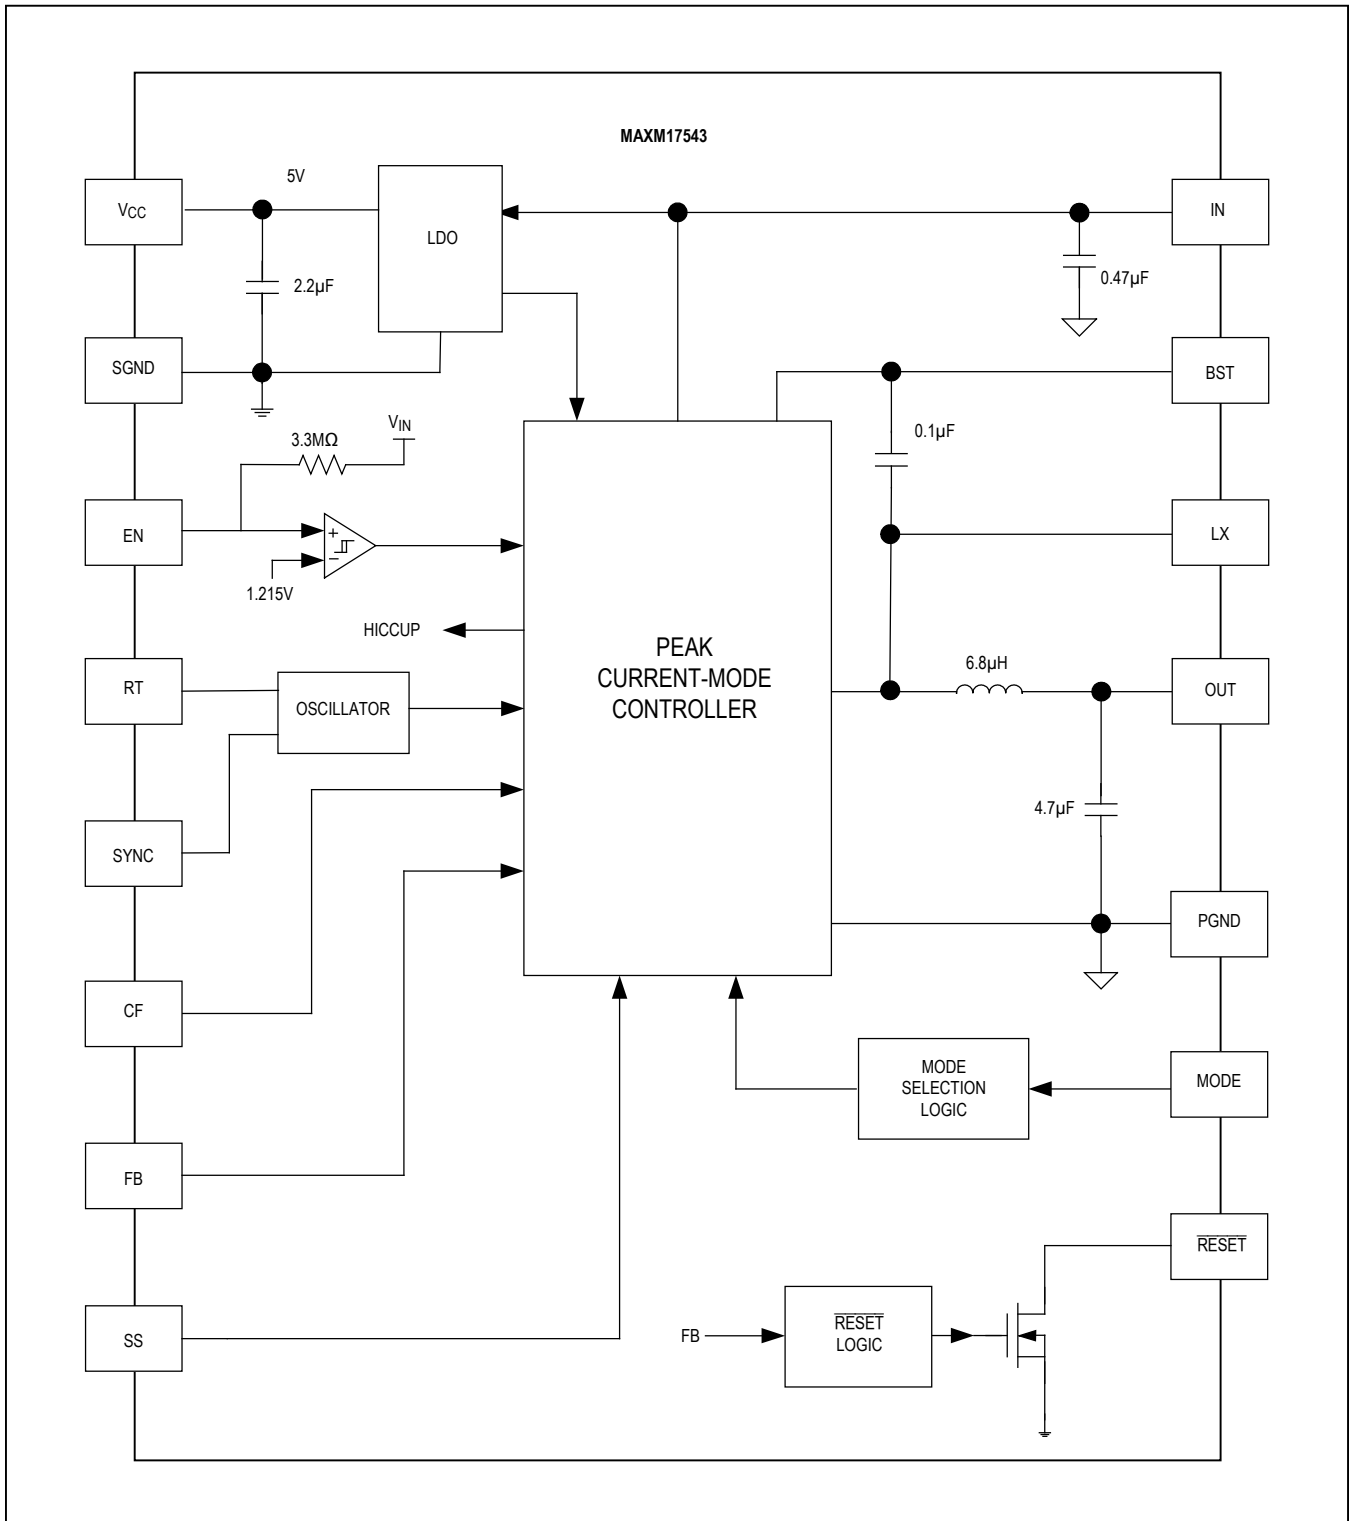 MAXM17543
VCC
5V
LDO
IN
2.2µF
0.47µF
SGND
BST
VIN
3.3MΩ
0.1µF
EN
+
−
1.215V
LX
HICCUP
PEAK
CURRENT-MODE
CONTROLLER
RT
OSCILLATOR
6.8µH
OUT
4.7µF
SYNC
PGND
CF
MODE
SELECTION
LOGIC
MODE
FB
RESET
SS
FB
RESET
LOGIC